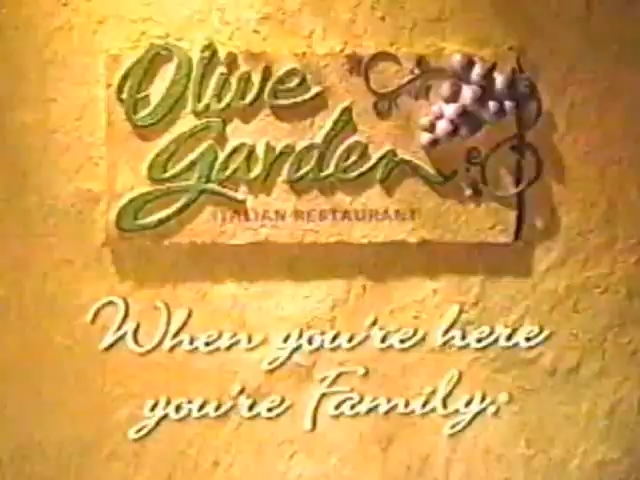 Olive
Garden
ITALIAN RESTAURANT
When you're here
you're Family.